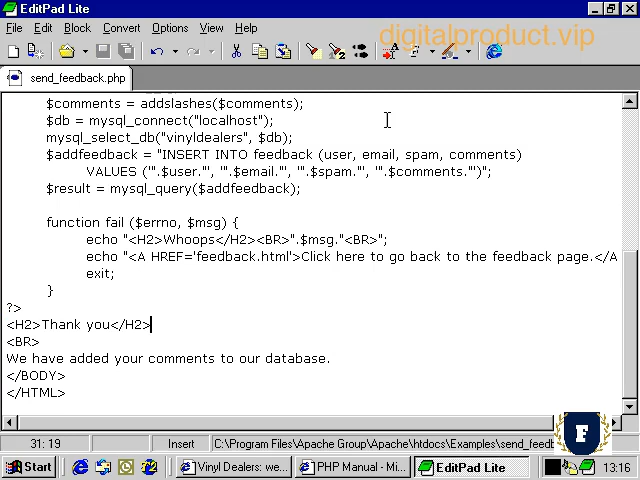 EditPad Lite
digitalproduct.vip
File Edit Block Convert Options View Help
send_feedback.php
$comments = addslashes($comments);
$db = mysql_connect("localhost");
mysql_select_db("vinyldealers", $db);
$addfeedback = "INSERT INTO feedback (user, email, spam, comments)
VALUES ('".$user."', '".$email."', '".$spam."', '".$comments."')";
$result = mysql_query($addfeedback);
function fail ($errno, $msg) {
echo "<H2>Whoops</H2><BR>".$msg."<BR>";
echo "<A HREF='feedback.html'>Click here to go back to the feedback page.</A
exit;
}
?>
<H2>Thank you</H2>
<BR>
We have added your comments to our database.
</BODY>
</HTML>
F
31: 19 Insert C:\Program Files\Apache Group\Apache\htdocs\Examples\send_feedb
Start Vinyl Dealers: we... PHP Manual - Mi... EditPad Lite 13:16